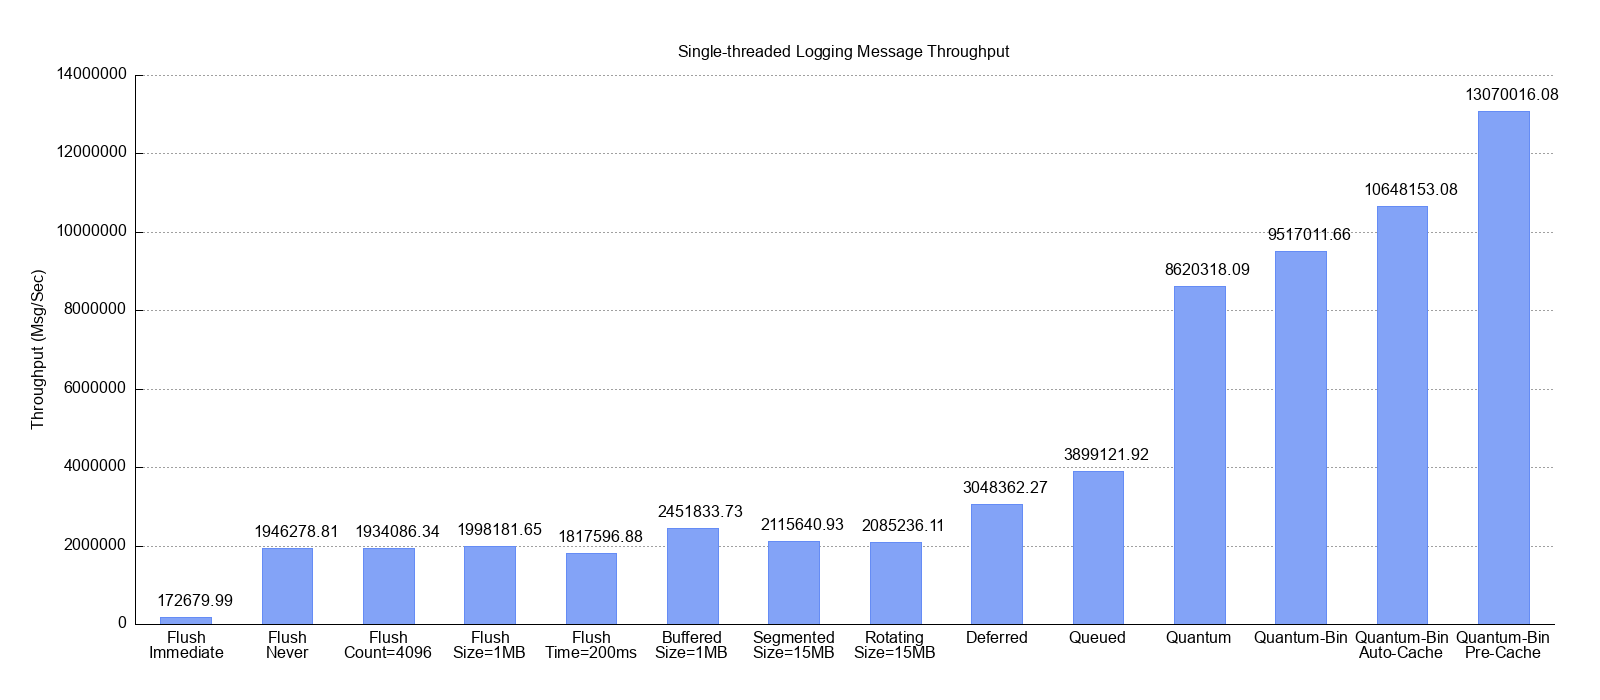 Single-threaded Logging Message Throughput
Throughput (Msg/Sec)
14000000
12000000
10000000
8000000
6000000
4000000
2000000
0
172679.99
1946278.81
1934086.34
1998181.65
1817596.88
2451833.73
2115640.93
2085236.11
3048362.27
3899121.92
8620318.09
9517011.66
10648153.08
13070016.08
Flush
Immediate
Flush
Never
Flush
Count=4096
Flush
Size=1MB
Flush
Time=200ms
Buffered
Size=1MB
Segmented
Size=15MB
Rotating
Size=15MB
Deferred
Queued
Quantum
Quantum-Bin
Quantum-Bin
Auto-Cache
Quantum-Bin
Pre-Cache